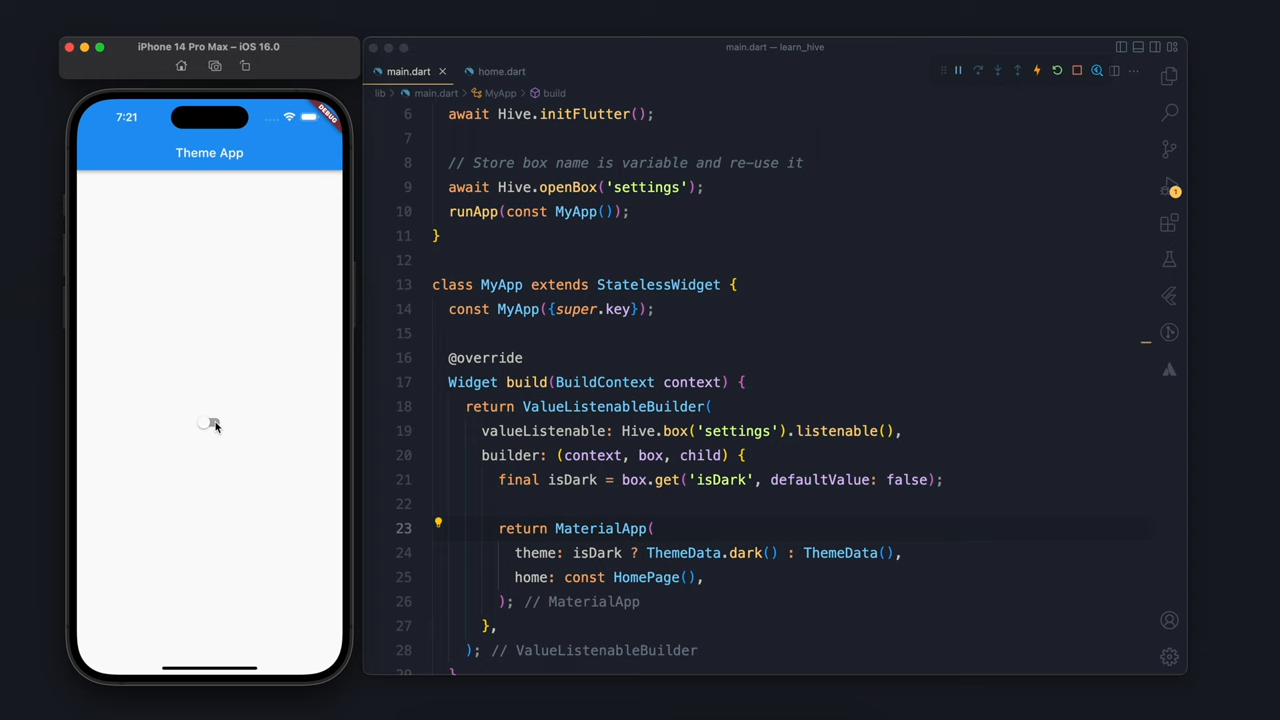 iPhone 14 Pro Max – iOS 16.0
7:21
DEBUG
Theme App
main.dart — learn_hive
main.dart
home.dart
lib > main.dart > MyApp > build
6 await Hive.initFlutter();
7
8 // Store box name is variable and re-use it
9 await Hive.openBox('settings');
10 runApp(const MyApp());
11 }
12
13 class MyApp extends StatelessWidget {
14 const MyApp({super.key});
15
16 @override
17 Widget build(BuildContext context) {
18 return ValueListenableBuilder(
19 valueListenable: Hive.box('settings').listenable(),
20 builder: (context, box, child) {
21 final isDark = box.get('isDark', defaultValue: false);
22
23 return MaterialApp(
24 theme: isDark ? ThemeData.dark() : ThemeData(),
25 home: const HomePage(),
26 ); // MaterialApp
27 },
28 ); // ValueListenableBuilder
29 }
1